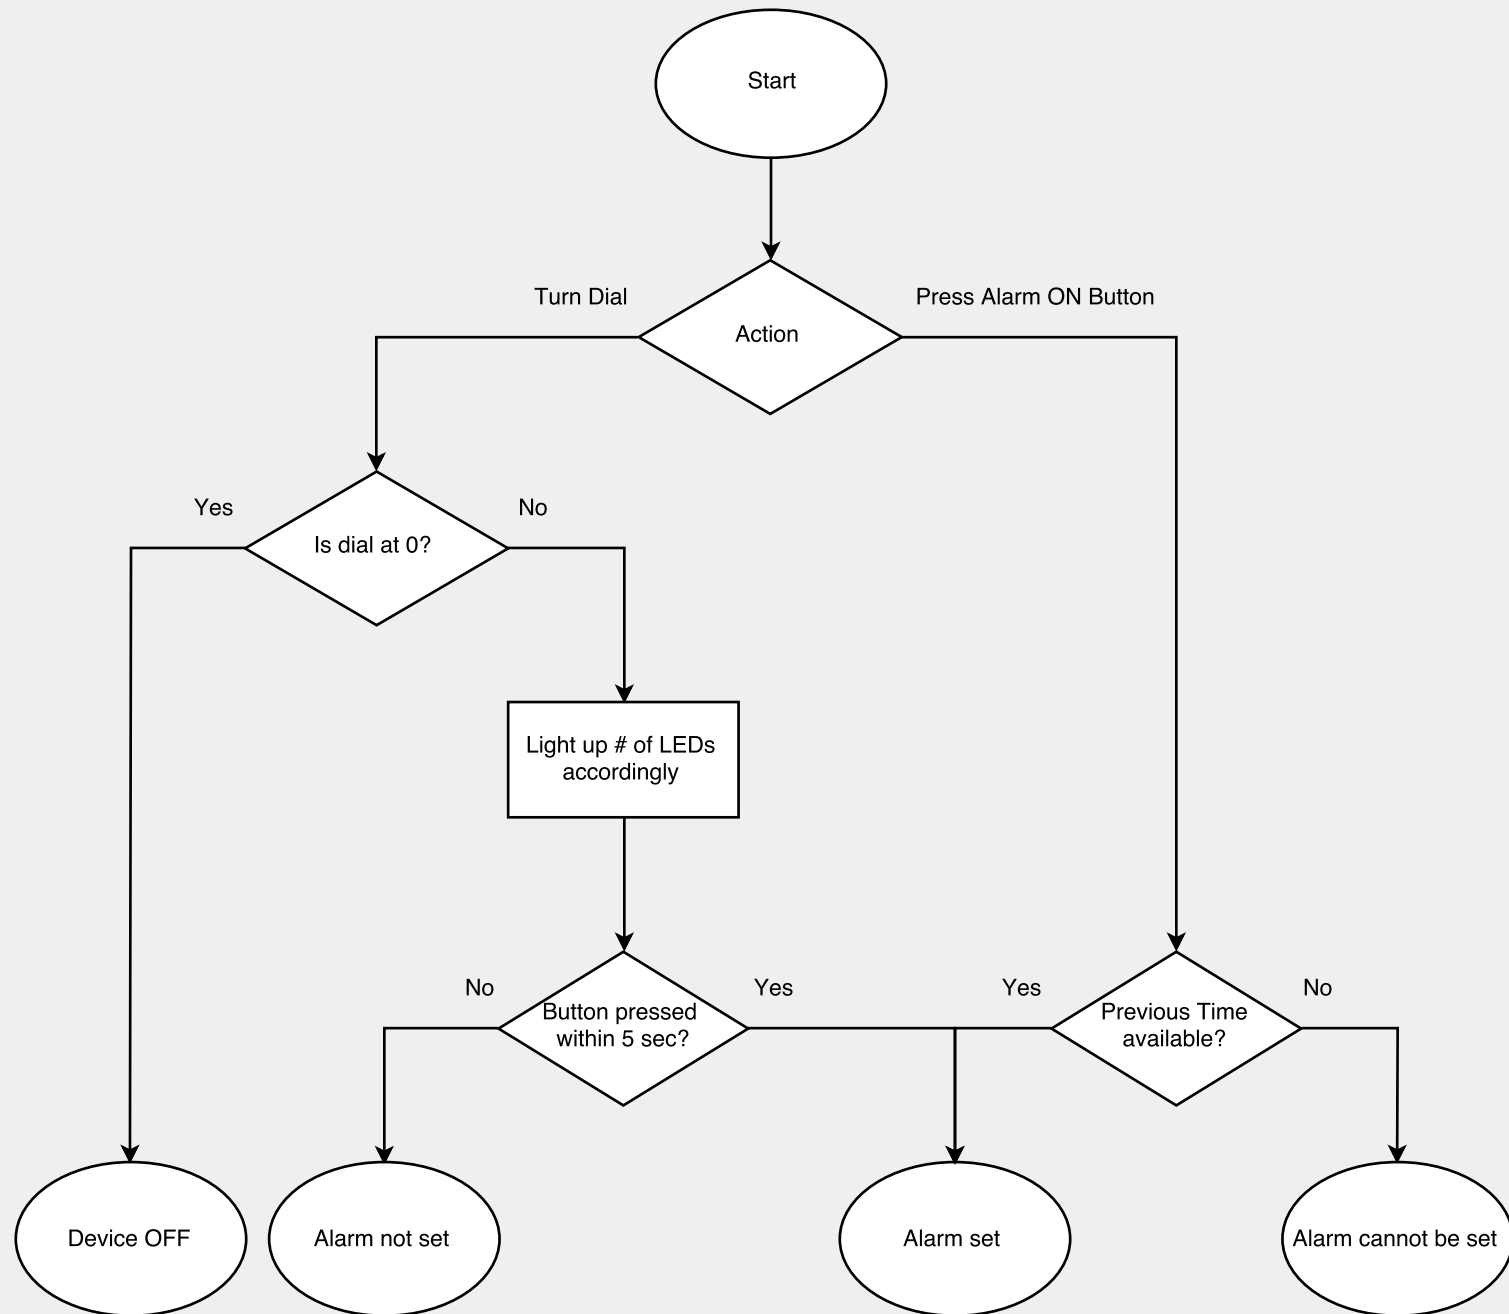 Start
Turn Dial
Press Alarm ON Button
Action
Yes
No
Is dial at 0?
Light up # of LEDs
accordingly
No
Yes
Yes
No
Button pressed
within 5 sec?
Previous Time
available?
Device OFF
Alarm not set
Alarm set
Alarm cannot be set